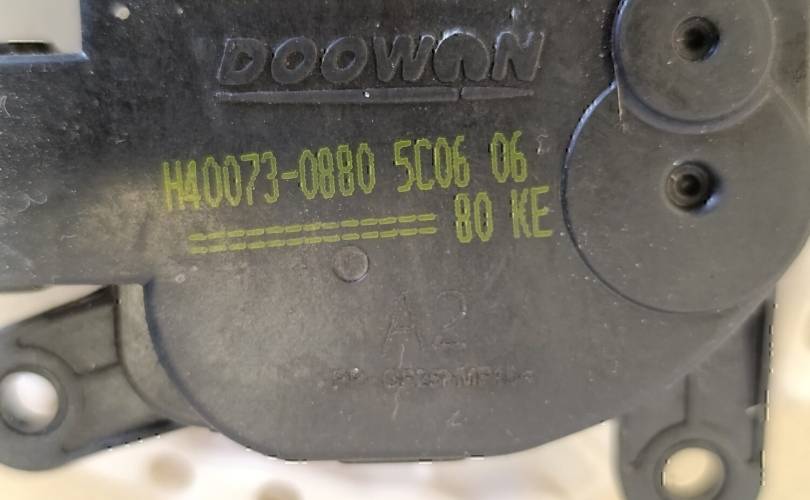 DOOWON
H40073-0880 5C06 06
============ 80 KE
A2